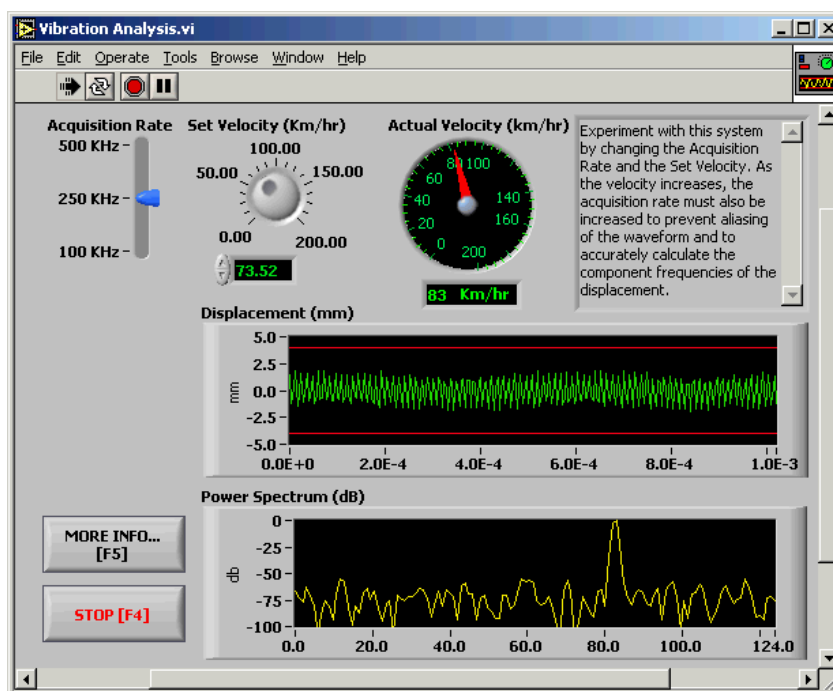 Vibration Analysis.vi
File Edit Operate Tools Browse Window Help
Acquisition Rate
500 KHz
250 KHz
100 KHz
Set Velocity (Km/hr)
100.00
50.00 150.00
0.00 200.00
73.52
Actual Velocity (km/hr)
80 100
60
40 140
20 160
0 200
83 Km/hr
Experiment with this system
by changing the Acquisition
Rate and the Set Velocity. As
the velocity increases, the
acquisition rate must also be
increased to prevent aliasing
of the waveform and to
accurately calculate the
component frequencies of the
displacement.
Displacement (mm)
5.0
2.5
0.0
-2.5
-5.0
mm
0.0E+0 2.0E-4 4.0E-4 6.0E-4 8.0E-4 1.0E-3
Power Spectrum (dB)
0
-25
-50
-75
-100
db
0.0 20.0 40.0 60.0 80.0 100.0 124.0
MORE INFO...
[F5]
STOP [F4]